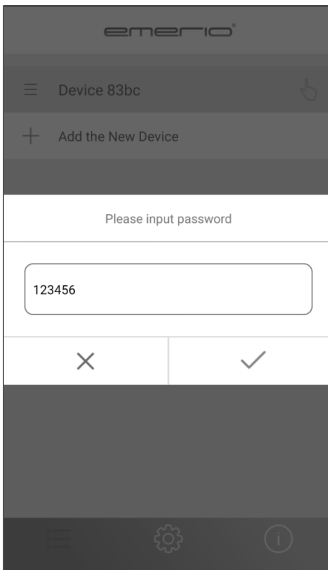 emerio
Device 83bc
Add the New Device
Please input password
123456